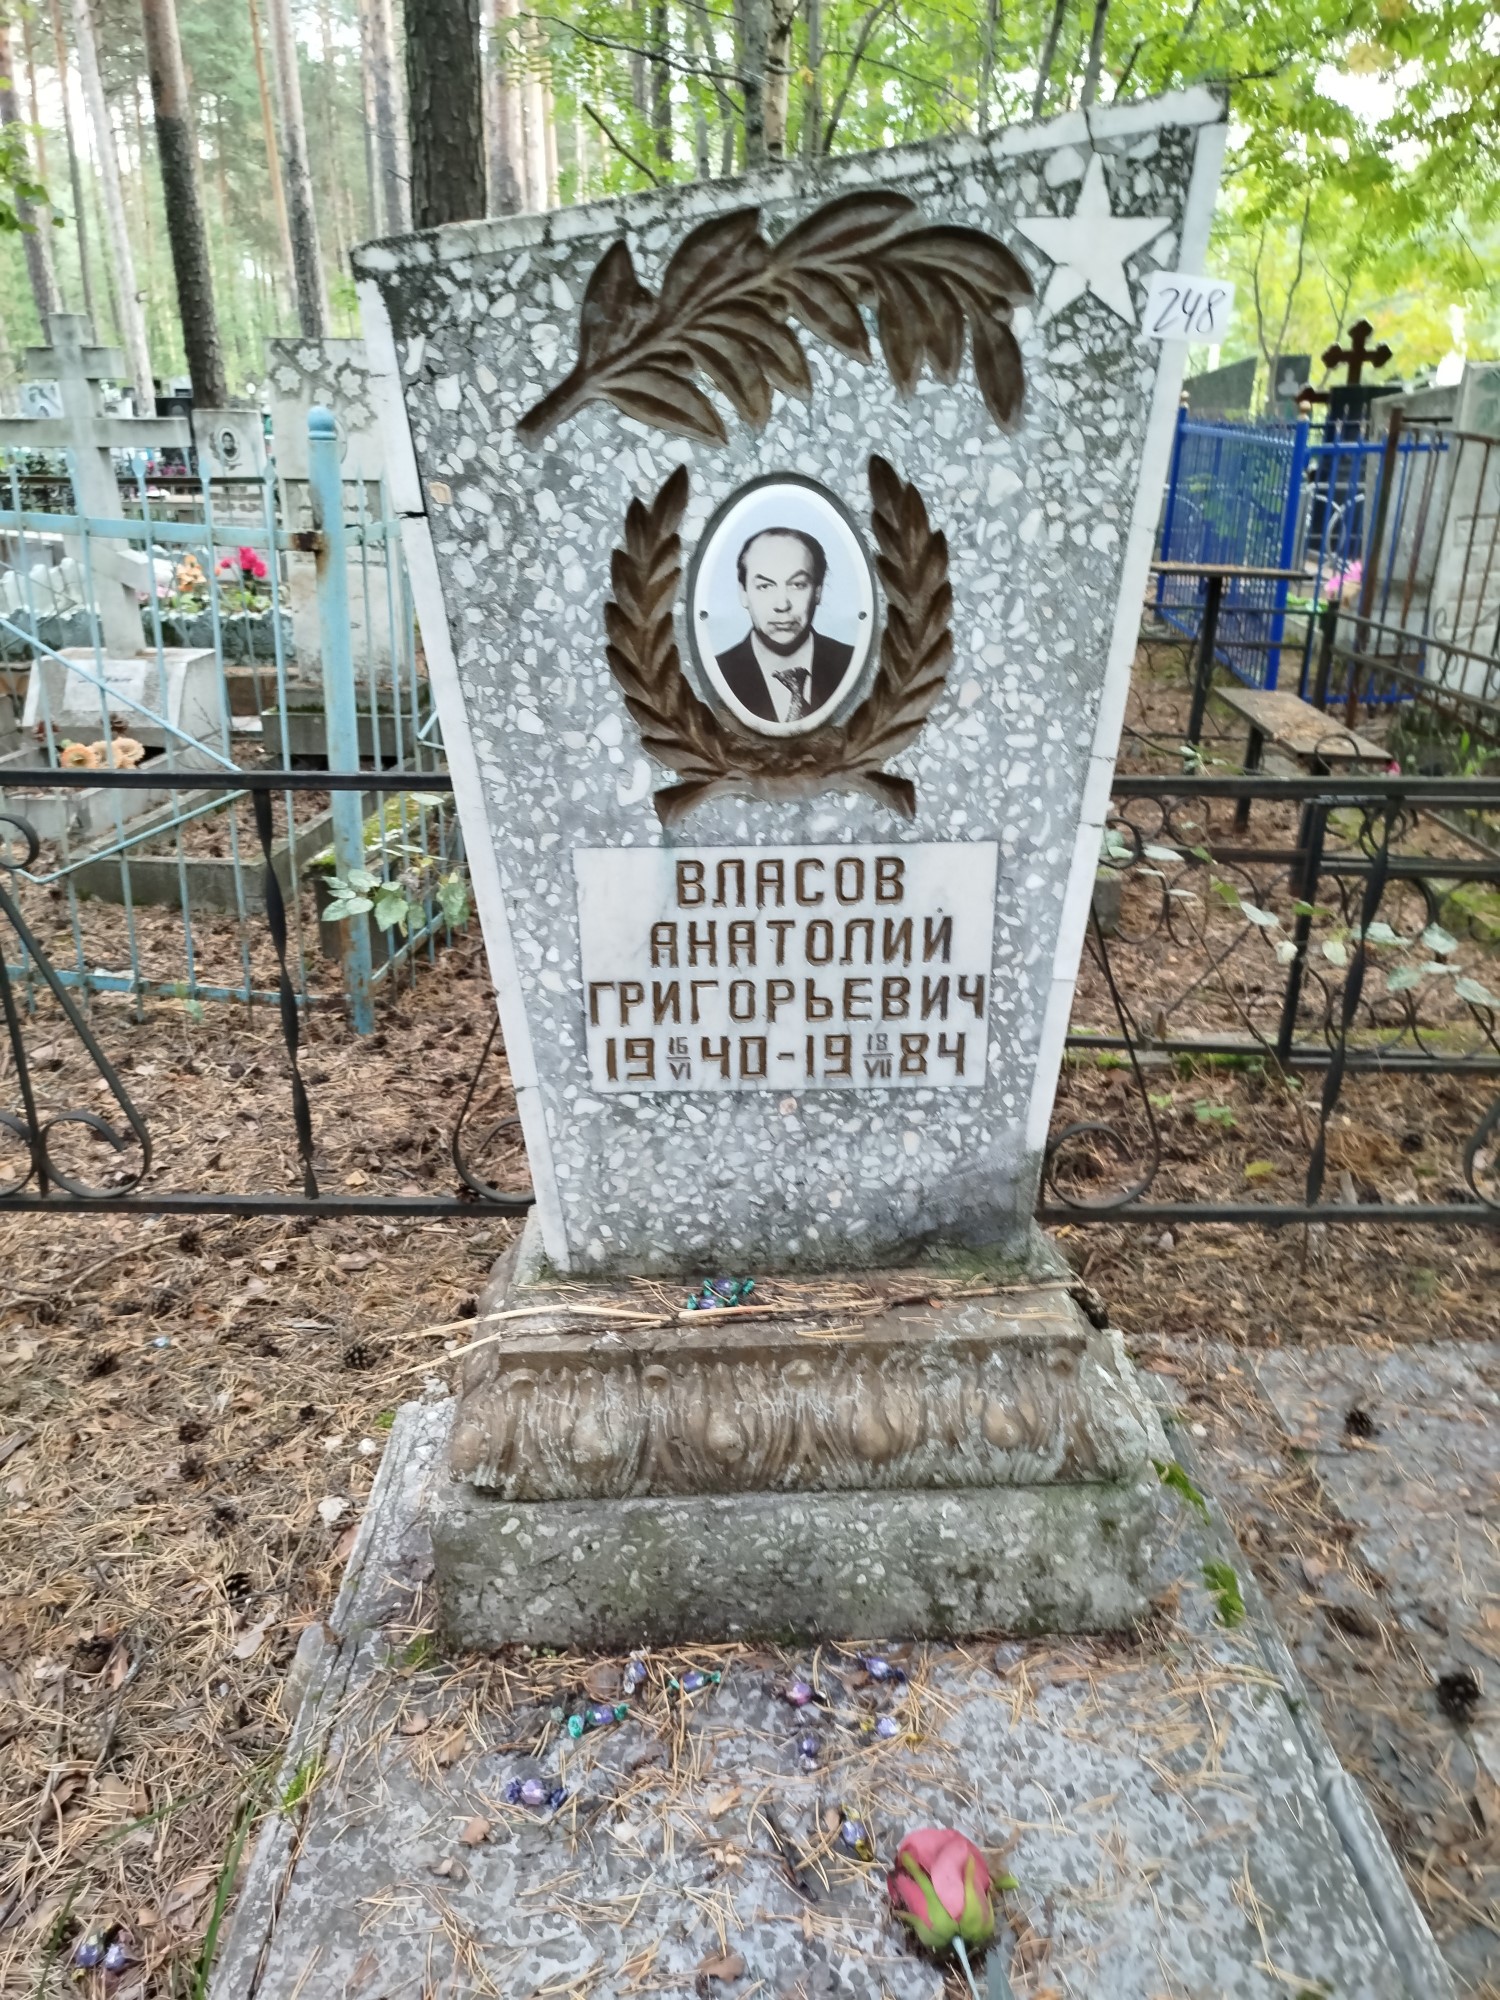 248
ВЛАСОВ
АНАТОЛИЙ
ГРИГОРЬЕВИЧ
19 16/VI 40-19 18/VII 84